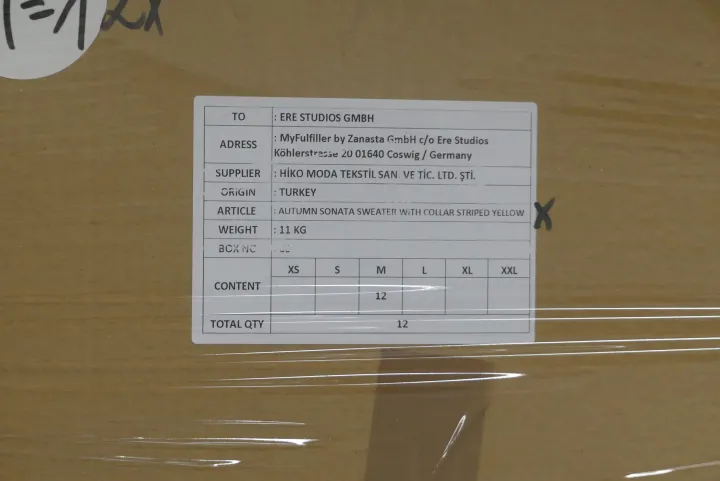 TO : ERE STUDIOS GMBH
ADRESS : MyFulfiller by Zanasta GmbH c/o Ere Studios
Köhlerstrasse 20 01640 Coswig / Germany
SUPPLIER : HİKO MODA TEKSTİL SAN. VE TİC. LTD. ŞTİ.
ORIGIN : TURKEY
ARTICLE : AUTUMN SONATA SWEATER WITH COLLAR STRIPED YELLOW X
WEIGHT : 11 KG
BOX NO :
XS S M L XL XXL
CONTENT
12
TOTAL QTY 12